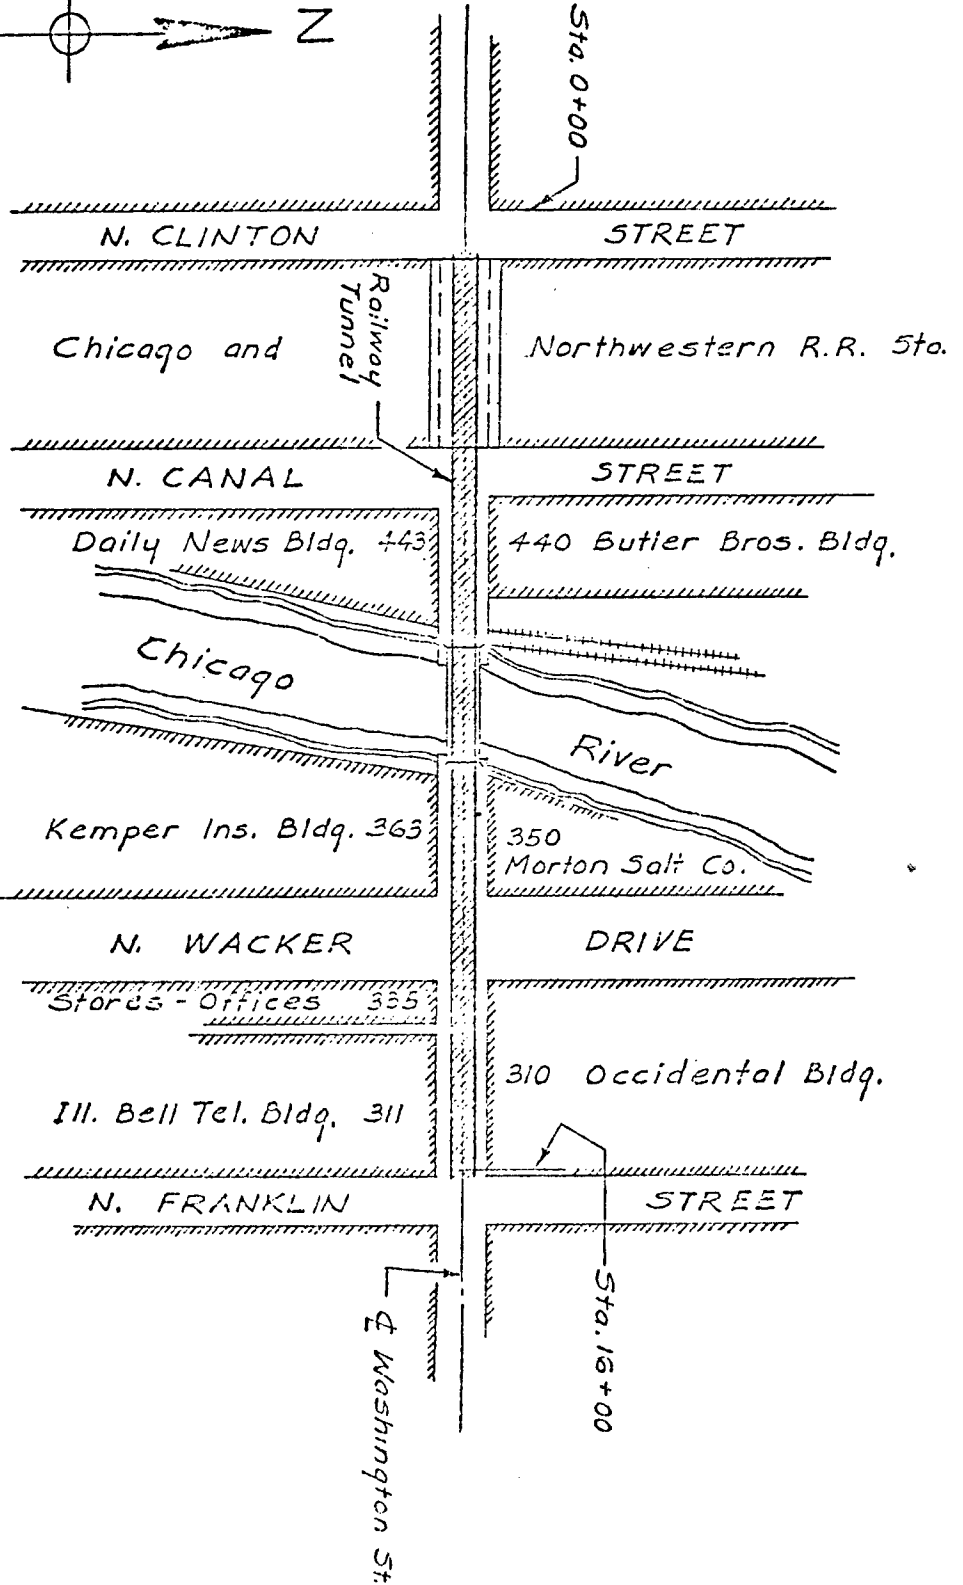 N
Sta. 0+00
N. CLINTON STREET
Railway
Tunnel
Chicago and Northwestern R.R. Sta.
N. CANAL STREET
Daily News Bldg. 443
440 Butler Bros. Bldg.
Chicago River
Kemper Ins. Bldg. 363
350
Morton Salt Co.
N. WACKER DRIVE
Stores - Offices 335
310 Occidental Bldg.
Ill. Bell Tel. Bldg. 311
N. FRANKLIN STREET
Sta. 16+00
℄ Washington St.